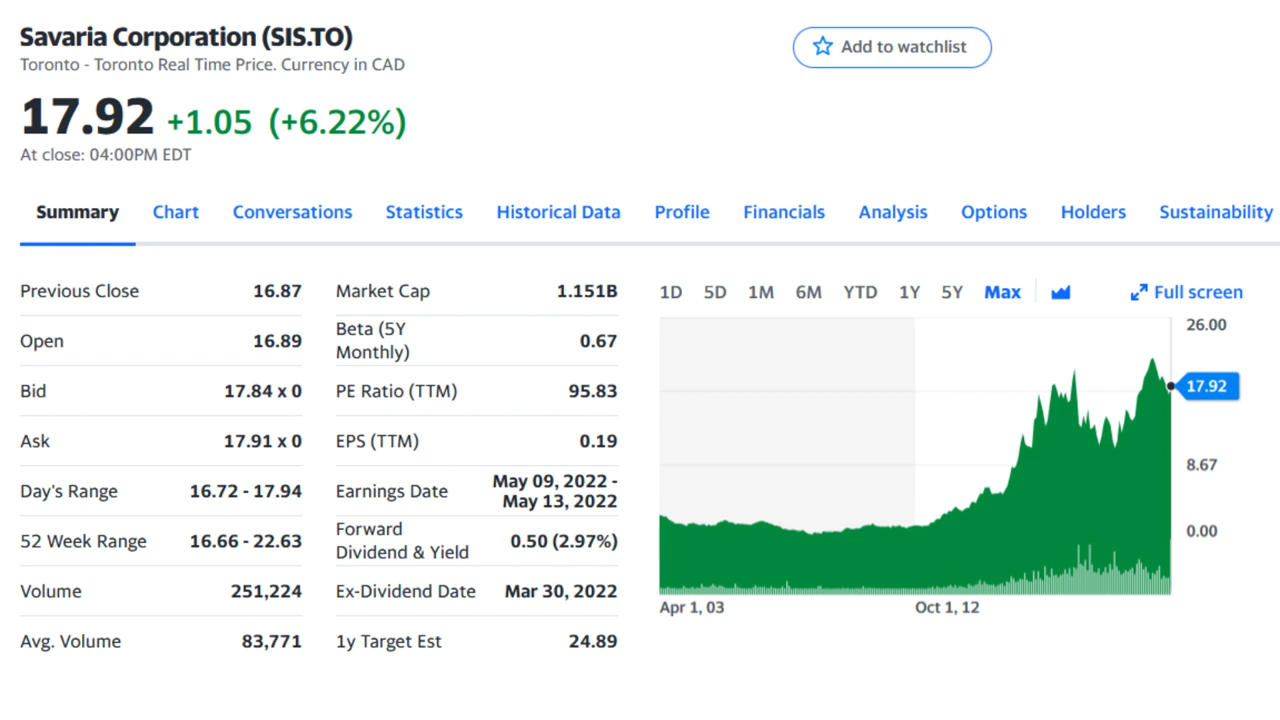 Savaria Corporation (SIS.TO)
Add to watchlist
Toronto - Toronto Real Time Price. Currency in CAD
17.92 +1.05 (+6.22%)
At close: 04:00PM EDT
Summary Chart Conversations Statistics Historical Data Profile Financials Analysis Options Holders Sustainability
Previous Close 16.87
Open 16.89
Bid 17.84 x 0
Ask 17.91 x 0
Day's Range 16.72 - 17.94
52 Week Range 16.66 - 22.63
Volume 251,224
Avg. Volume 83,771
Market Cap 1.151B
Beta (5Y
Monthly) 0.67
PE Ratio (TTM) 95.83
EPS (TTM) 0.19
Earnings Date May 09, 2022 -
May 13, 2022
Forward
Dividend & Yield 0.50 (2.97%)
Ex-Dividend Date Mar 30, 2022
1y Target Est 24.89
1D 5D 1M 6M YTD 1Y 5Y Max Full screen
26.00
17.92
8.67
0.00
Apr 1, 03 Oct 1, 12